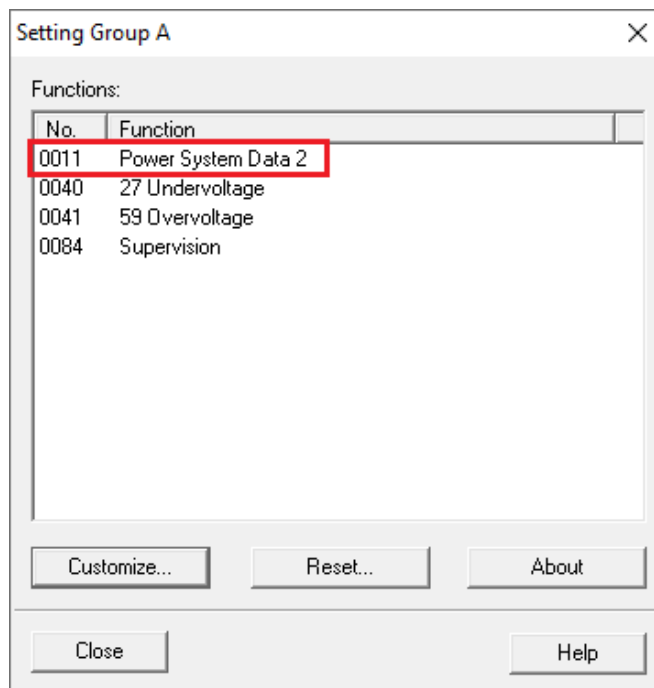 Setting Group A
Functions:
No. Function
0011 Power System Data 2
0040 27 Undervoltage
0041 59 Overvoltage
0084 Supervision
Customize... Reset... About
Close Help